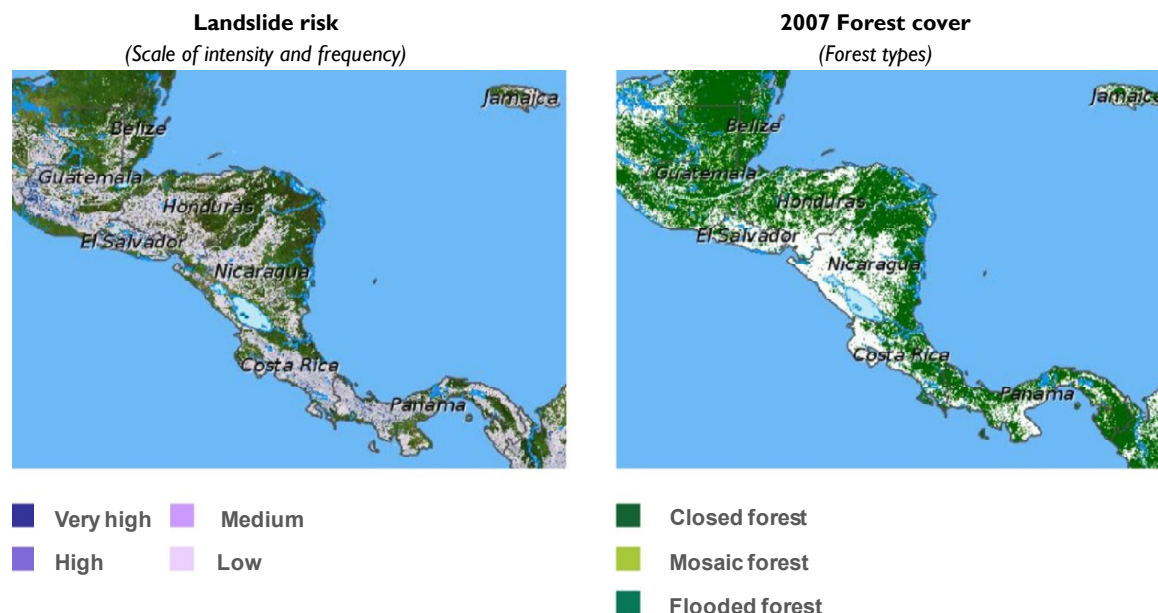 Landslide risk
(Scale of intensity and frequency)
Jamaica
Belize
Guatemala
Honduras
El Salvador
Nicaragua
Costa Rica
Panama
Very high
Medium
High
Low
2007 Forest cover
(Forest types)
Jamaica
Belize
Guatemala
Honduras
El Salvador
Nicaragua
Costa Rica
Panama
Closed forest
Mosaic forest
Flooded forest